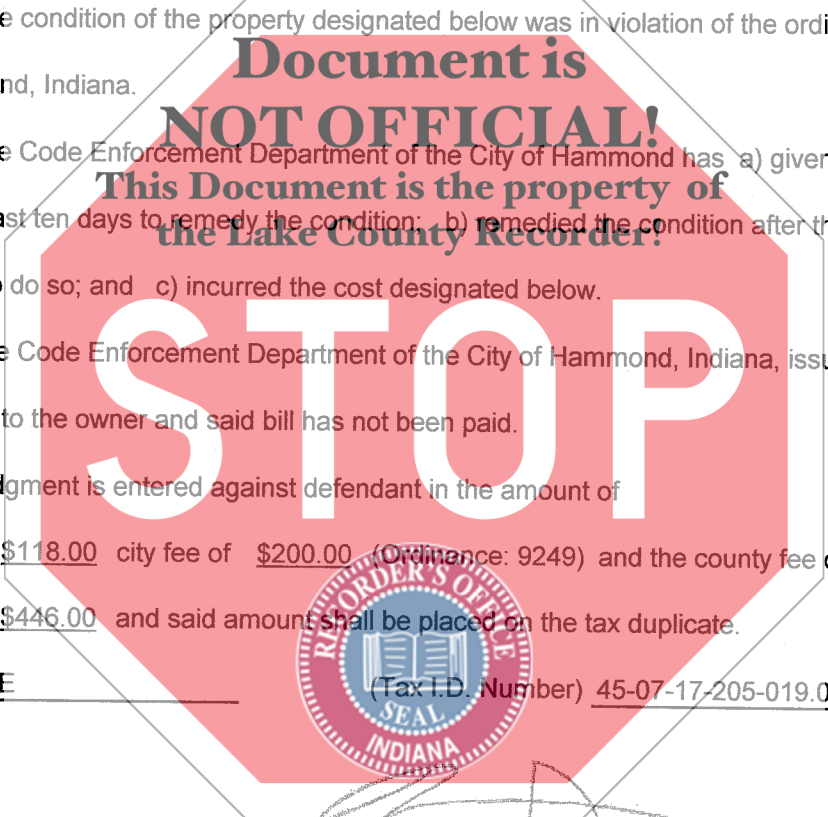 e condition of the property designated below was in violation of the ordi
Document is
nd, Indiana.
NOT OFFICIAL!
e Code Enforcement Department of the City of Hammond has a) given
This Document is the property of
ast ten days to remedy the condition; b) remedied the condition after th
the Lake County Recorder!
do so; and c) incurred the cost designated below.
STOP
e Code Enforcement Department of the City of Hammond, Indiana, issu
to the owner and said bill has not been paid.
dgment is entered against defendant in the amount of
$118.00 city fee of $200.00 (Ordinance: 9249) and the county fee o
$446.00 and said amount shall be placed on the tax duplicate.
RECORDER'S OFFICE
E (Tax I.D. Number) 45-07-17-205-019.0
SEAL
INDIANA